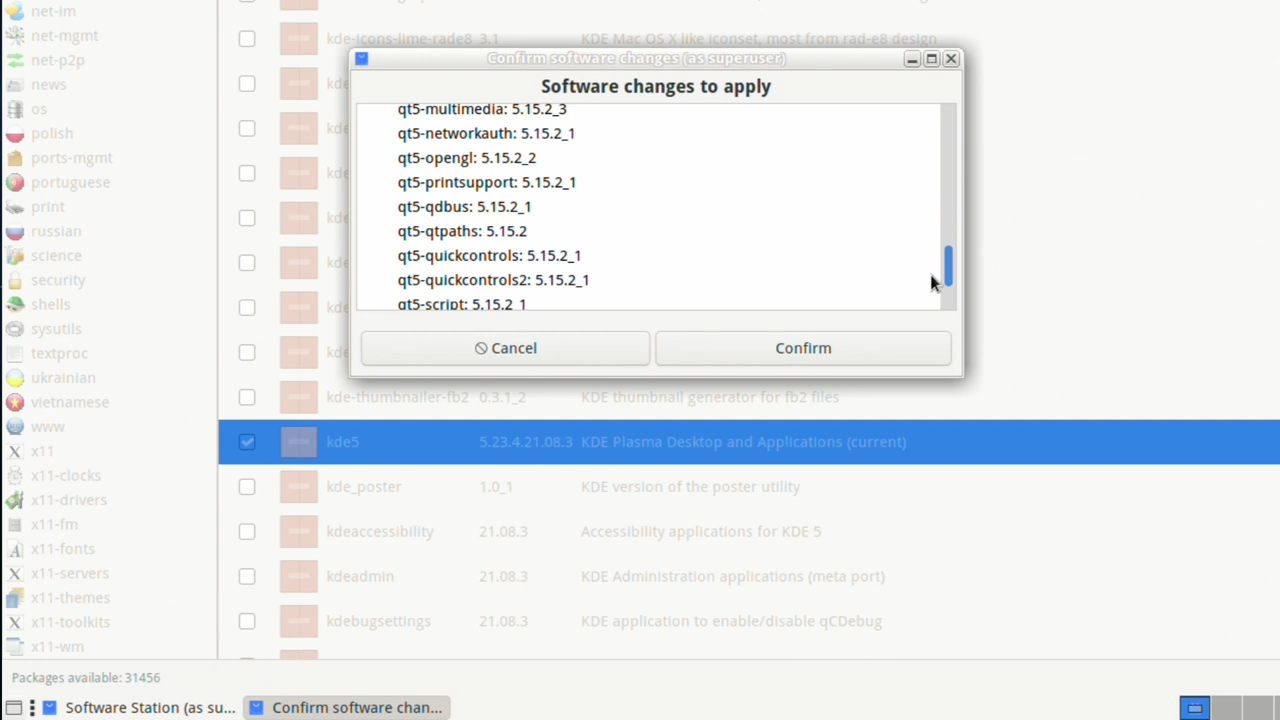 net-im
net-mgmt
net-p2p
news
os
polish
ports-mgmt
portuguese
print
russian
science
security
shells
sysutils
textproc
ukrainian
vietnamese
www
x11
x11-clocks
x11-drivers
x11-fm
x11-fonts
x11-servers
x11-themes
x11-toolkits
x11-wm
kde-icons-lime-rade8 3.1 KDE Mac OS X like iconset, most from rad-e8 design
Confirm software changes (as superuser)
Software changes to apply
qt5-multimedia: 5.15.2_3
qt5-networkauth: 5.15.2_1
qt5-opengl: 5.15.2_2
qt5-printsupport: 5.15.2_1
qt5-qdbus: 5.15.2_1
qt5-qtpaths: 5.15.2
qt5-quickcontrols: 5.15.2_1
qt5-quickcontrols2: 5.15.2_1
qt5-script: 5.15.2_1
Cancel
Confirm
kde-thumbnailer-fb2 0.3.1_2 KDE thumbnail generator for fb2 files
kde5 5.23.4.21.08.3 KDE Plasma Desktop and Applications (current)
kde_poster 1.0_1 KDE version of the poster utility
kdeaccessibility 21.08.3 Accessibility applications for KDE 5
kdeadmin 21.08.3 KDE Administration applications (meta port)
kdebugsettings 21.08.3 KDE application to enable/disable qCDebug
Packages available: 31456
Software Station (as su...
Confirm software chan...